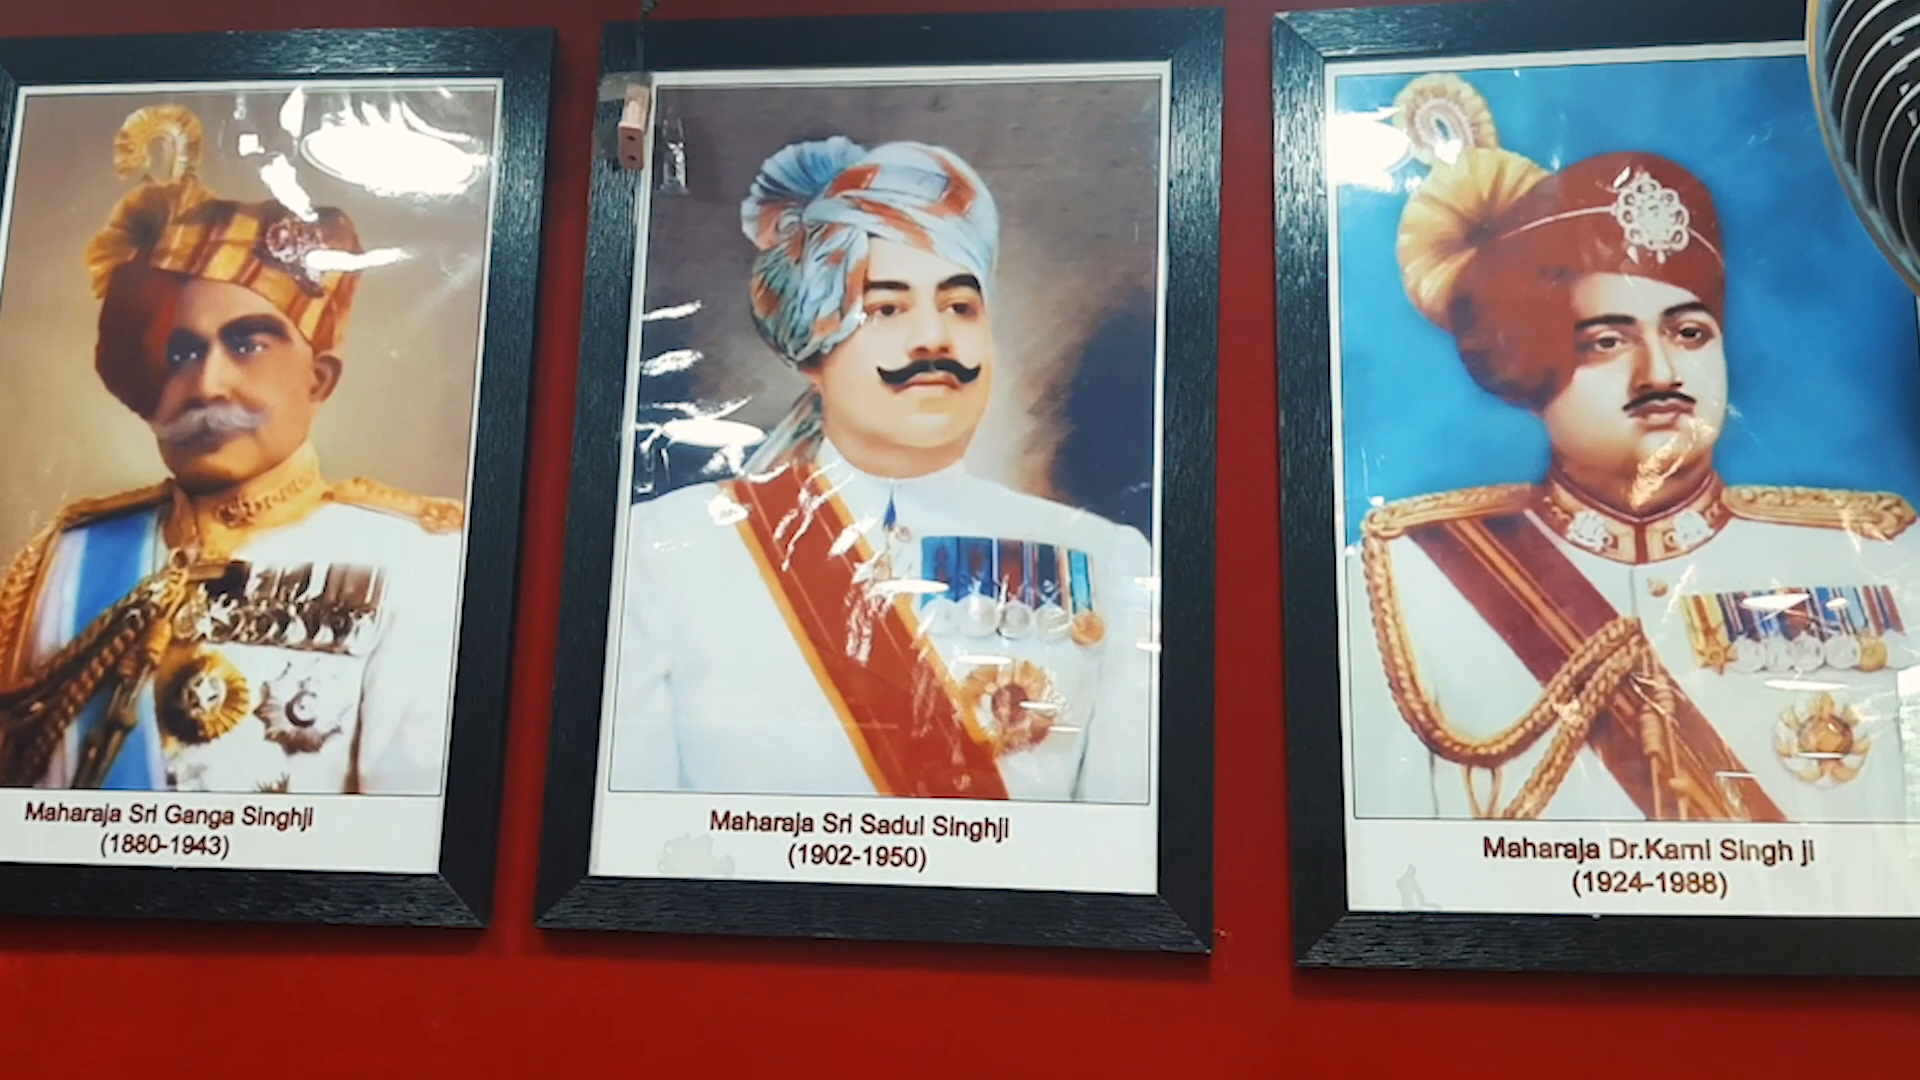 Maharaja Sri Ganga Singhji
(1880-1943)
Maharaja Sri Sadul Singhji
(1902-1950)
Maharaja Dr.Karni Singh ji
(1924-1988)